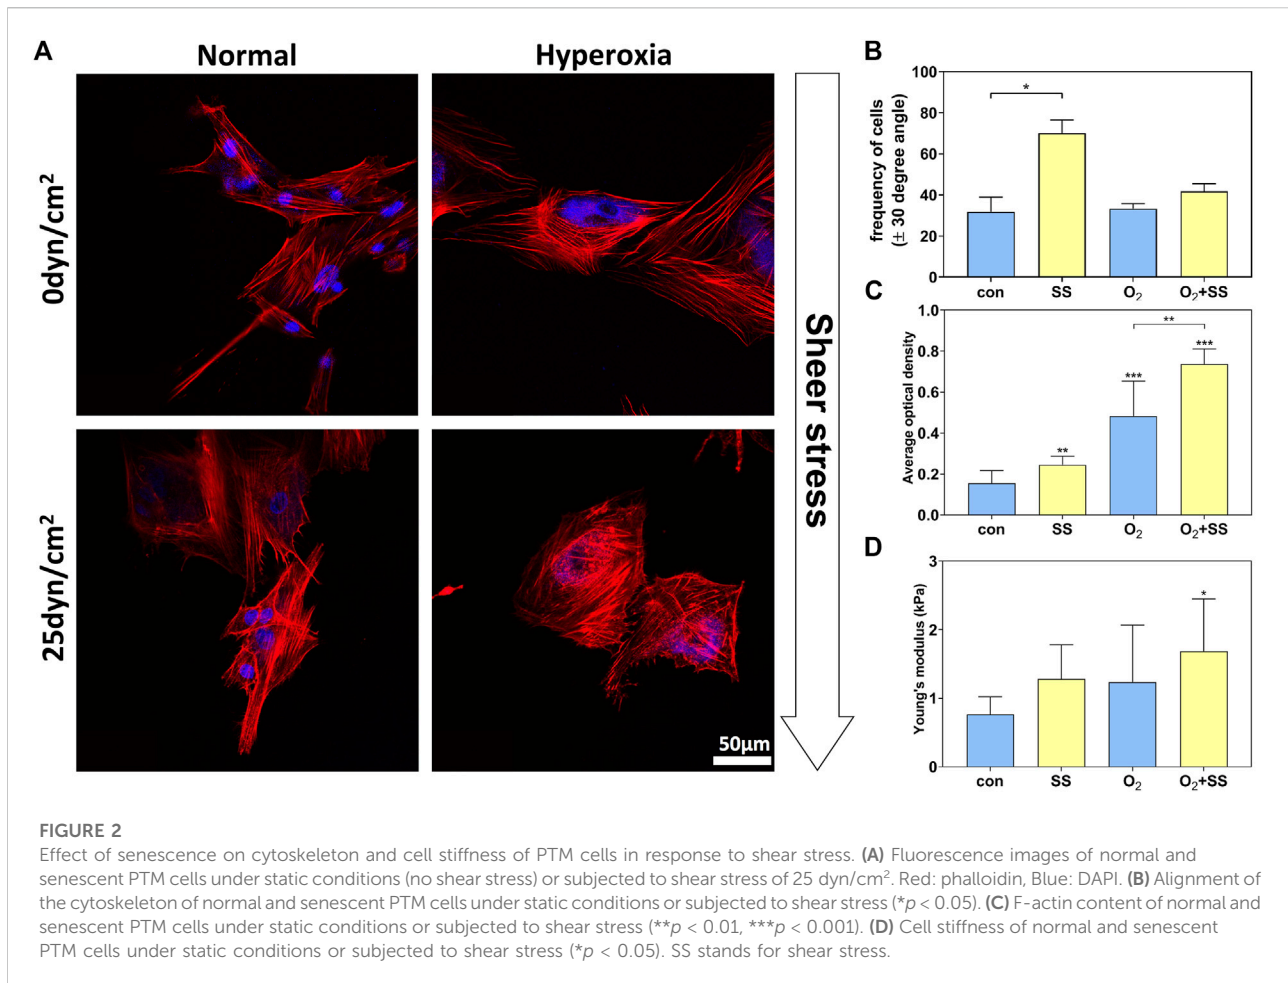 A
Normal
Hyperoxia
0dyn/cm²
25dyn/cm²
50μm
Sheer stress
B
frequency of cells
(± 30 degree angle)
100
80
60
40
20
0
*
con
SS
O₂
O₂+SS
C
Average optical density
1.0
0.8
0.6
0.4
0.2
0.0
**
***
**
***
con
SS
O₂
O₂+SS
D
Young's modulus (kPa)
3
2
1
0
*
con
SS
O₂
O₂+SS
FIGURE 2
Effect of senescence on cytoskeleton and cell stiffness of PTM cells in response to shear stress. (A) Fluorescence images of normal and
senescent PTM cells under static conditions (no shear stress) or subjected to shear stress of 25 dyn/cm². Red: phalloidin, Blue: DAPI. (B) Alignment of
the cytoskeleton of normal and senescent PTM cells under static conditions or subjected to shear stress (*p < 0.05). (C) F-actin content of normal and
senescent PTM cells under static conditions or subjected to shear stress (**p < 0.01, ***p < 0.001). (D) Cell stiffness of normal and senescent
PTM cells under static conditions or subjected to shear stress (*p < 0.05). SS stands for shear stress.